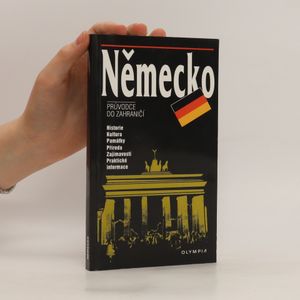 Německo
PRŮVODCE
DO ZAHRANIČÍ
Historie
Kultura
Památky
Příroda
Zajímavosti
Praktické
informace
OLYMPIA